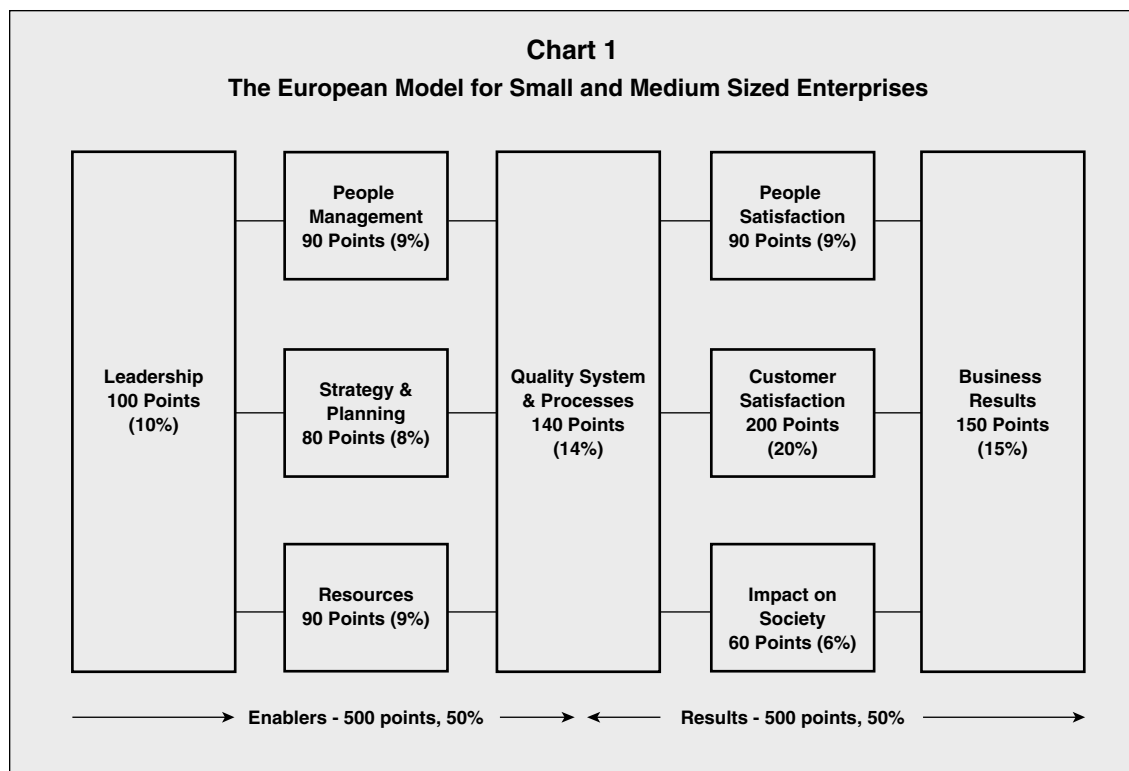 Chart 1
The European Model for Small and Medium Sized Enterprises
Leadership
100 Points
(10%)
People
Management
90 Points (9%)
Strategy &
Planning
80 Points (8%)
Resources
90 Points (9%)
Quality System
& Processes
140 Points
(14%)
People
Satisfaction
90 Points (9%)
Customer
Satisfaction
200 Points
(20%)
Impact on
Society
60 Points (6%)
Business
Results
150 Points
(15%)
Enablers - 500 points, 50%
Results - 500 points, 50%